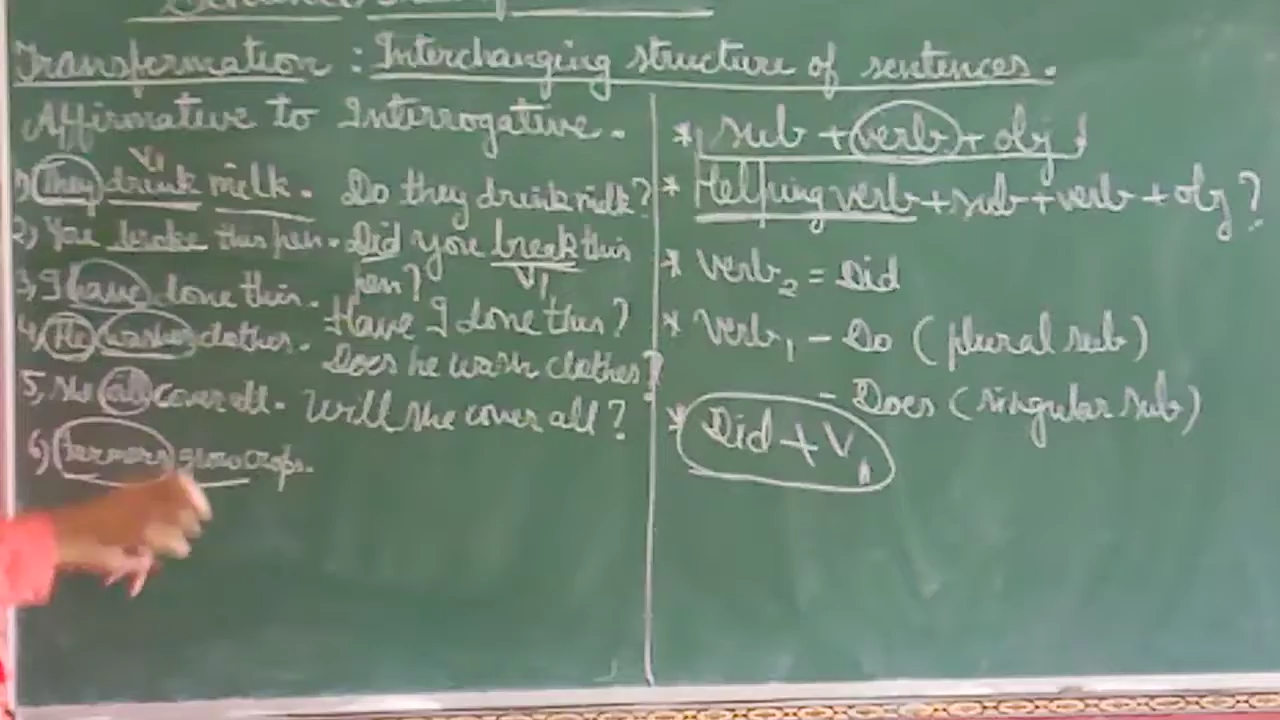 Transformation : Interchanging structure of sentences.
Affirmative to Interrogative.
V1
1) They drink milk. Do they drink milk?
2) You broke this pen. Did you break this pen?
V1
3, I have done this. Have I done this?
4, He washes clothes. Does he wash clothes?
5, She will cover all. Will she cover all?
6) Farmers grow crops.
* sub + verb + obj
* Helping verb + sub + verb + obj?
* verb2 = Did
* Verb1 - Do (plural sub)
- Does (singular sub)
* Did + V1